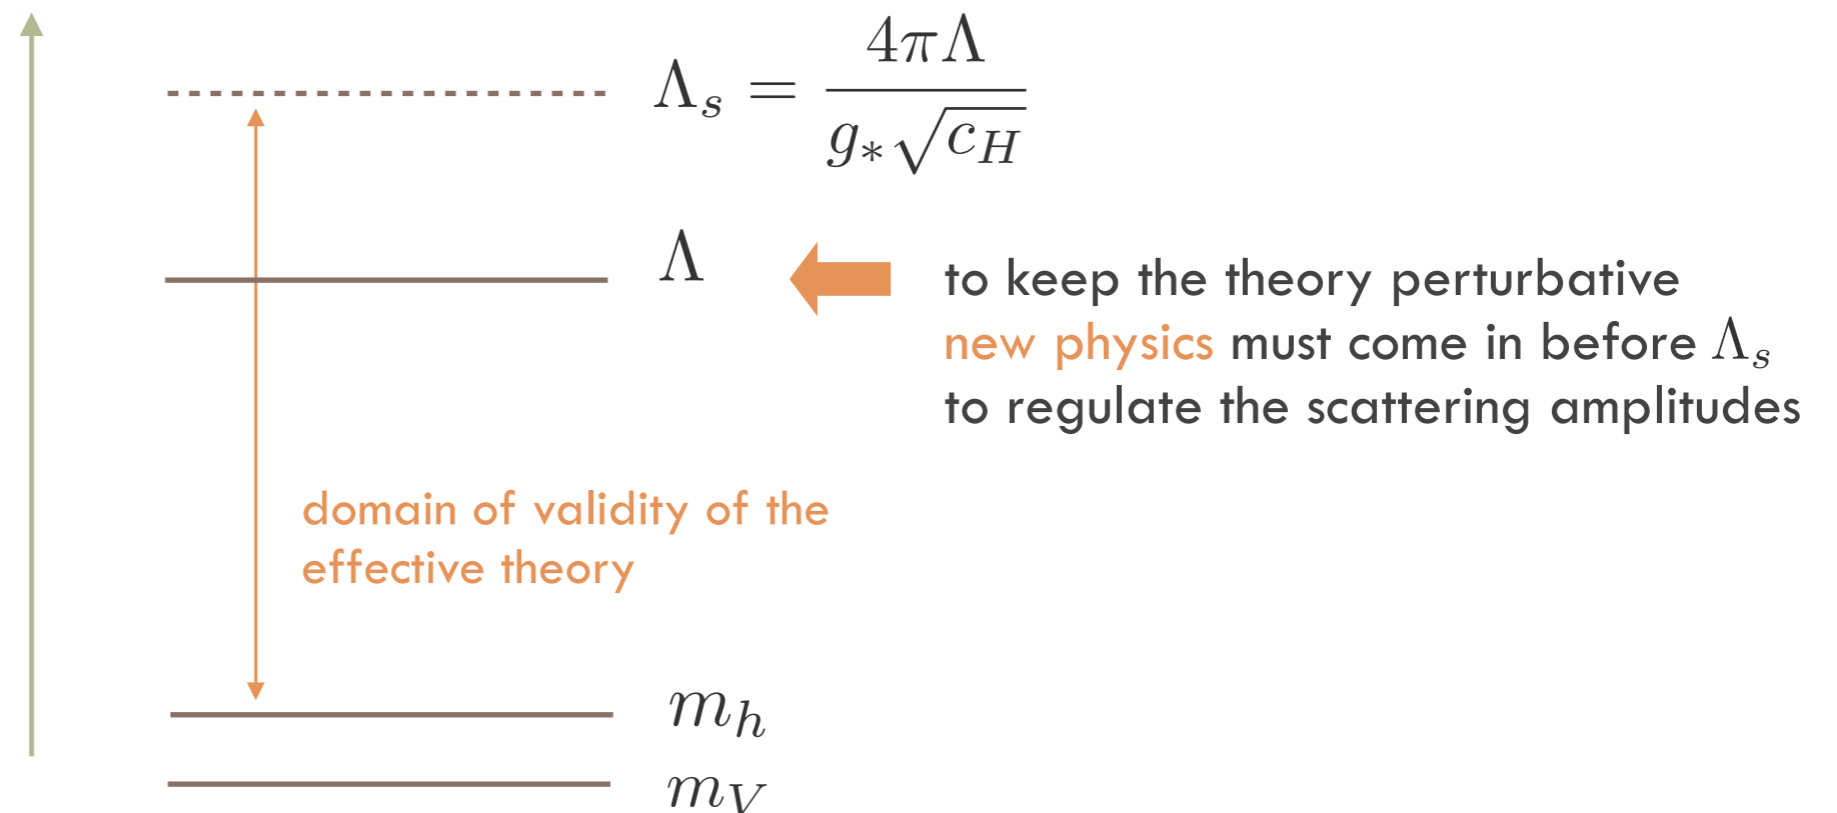 Λ_s = 4πΛ / (g_* √c_H)
Λ
to keep the theory perturbative
new physics must come in before Λ_s
to regulate the scattering amplitudes
domain of validity of the
effective theory
m_h
m_V